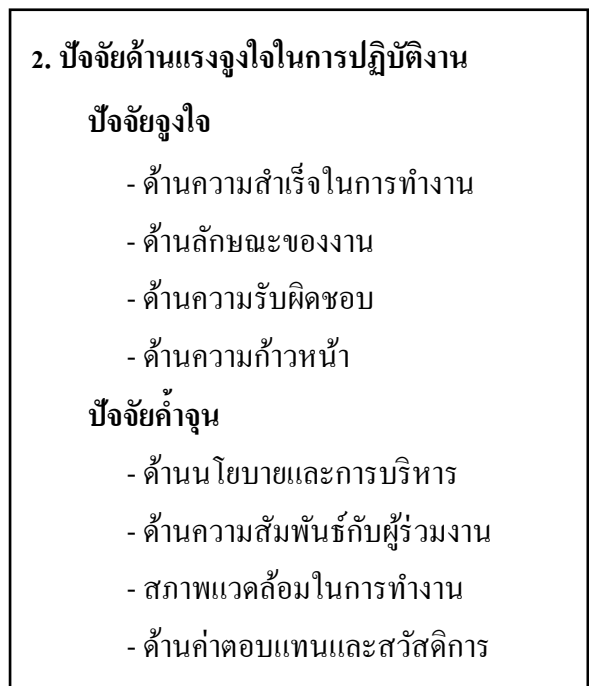 2. ปัจจัยด้านแรงจูงใจในการปฏิบัติงาน
ปัจจัยจูงใจ
- ด้านความสำเร็จในการทำงาน
- ด้านลักษณะของงาน
- ด้านความรับผิดชอบ
- ด้านความก้าวหน้า
ปัจจัยค้ำจุน
- ด้านนโยบายและการบริหาร
- ด้านความสัมพันธ์กับผู้ร่วมงาน
- สภาพแวดล้อมในการทำงาน
- ด้านค่าตอบแทนและสวัสดิการ